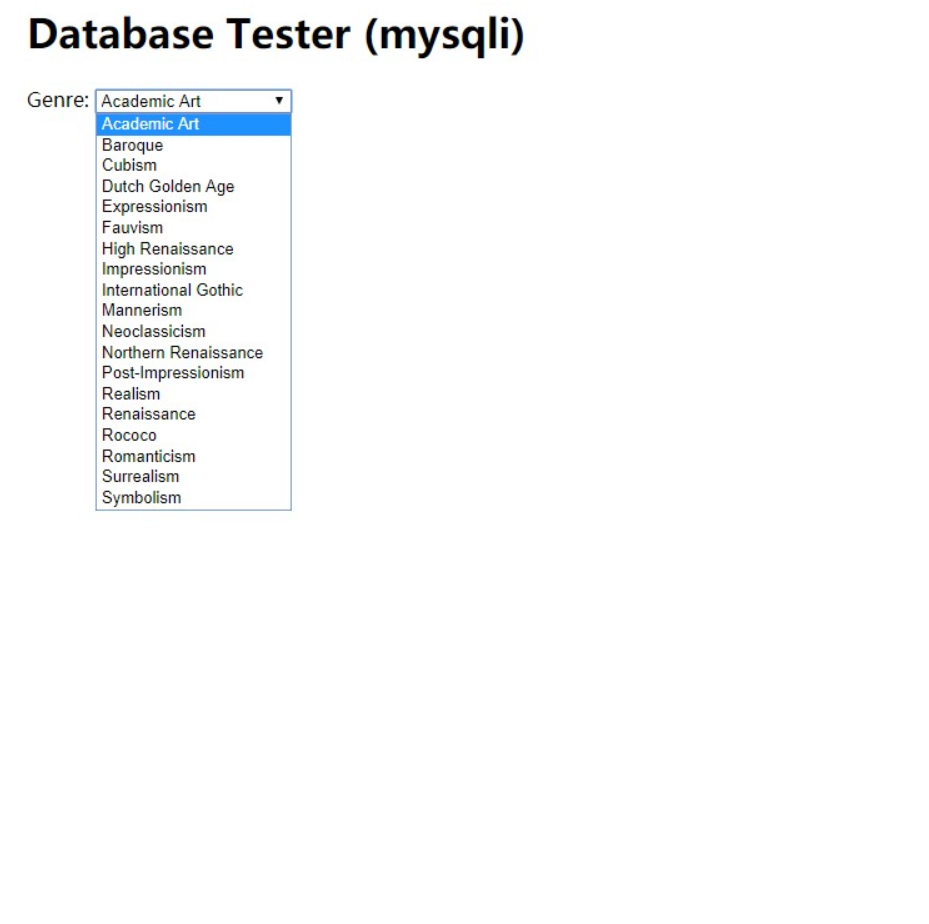 Database Tester (mysqli)
Genre: Academic Art
Academic Art
Baroque
Cubism
Dutch Golden Age
Expressionism
Fauvism
High Renaissance
Impressionism
International Gothic
Mannerism
Neoclassicism
Northern Renaissance
Post-Impressionism
Realism
Renaissance
Rococo
Romanticism
Surrealism
Symbolism